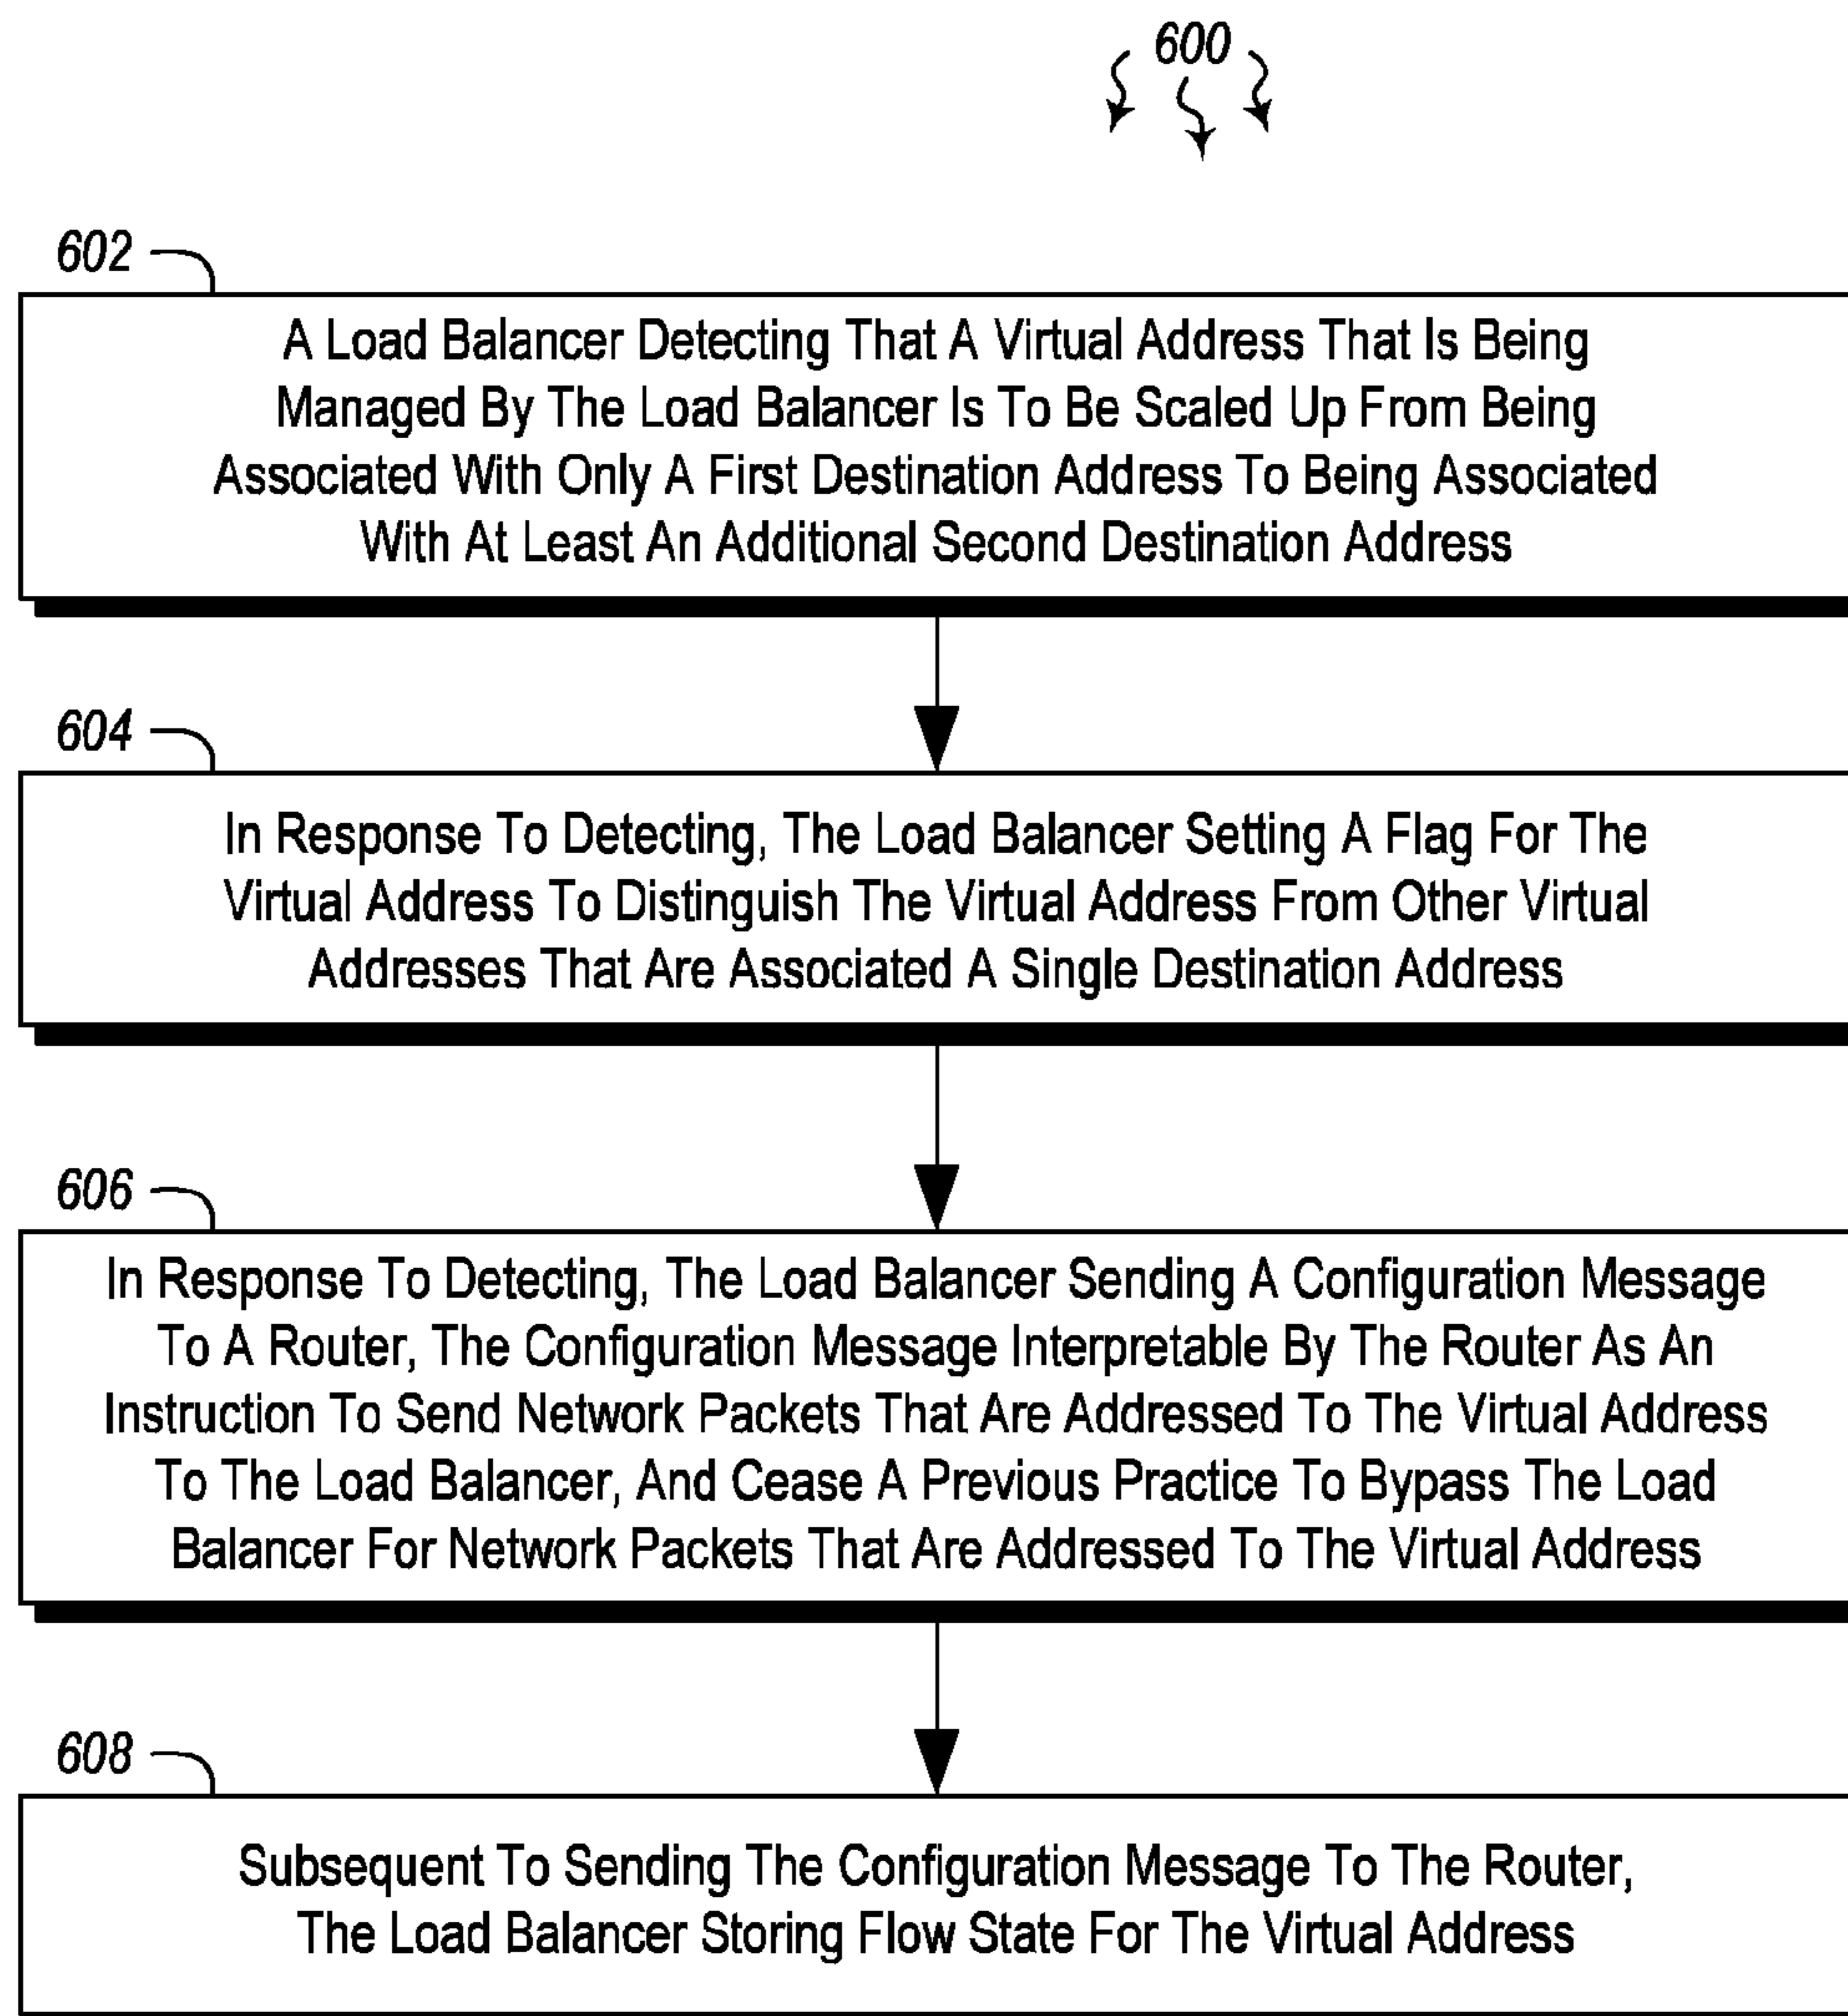 600
602
A Load Balancer Detecting That A Virtual Address That Is Being
Managed By The Load Balancer Is To Be Scaled Up From Being
Associated With Only A First Destination Address To Being Associated
With At Least An Additional Second Destination Address
604
In Response To Detecting, The Load Balancer Setting A Flag For The
Virtual Address To Distinguish The Virtual Address From Other Virtual
Addresses That Are Associated A Single Destination Address
606
In Response To Detecting, The Load Balancer Sending A Configuration Message
To A Router, The Configuration Message Interpretable By The Router As An
Instruction To Send Network Packets That Are Addressed To The Virtual Address
To The Load Balancer, And Cease A Previous Practice To Bypass The Load
Balancer For Network Packets That Are Addressed To The Virtual Address
608
Subsequent To Sending The Configuration Message To The Router,
The Load Balancer Storing Flow State For The Virtual Address